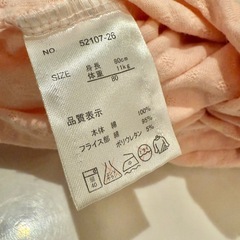 NO. 52107-26
SIZE 身長 80cm
体重 11kg
80
品質表示
本体 綿 100%
フライス部 綿 95%
ポリウレタン 5%
40